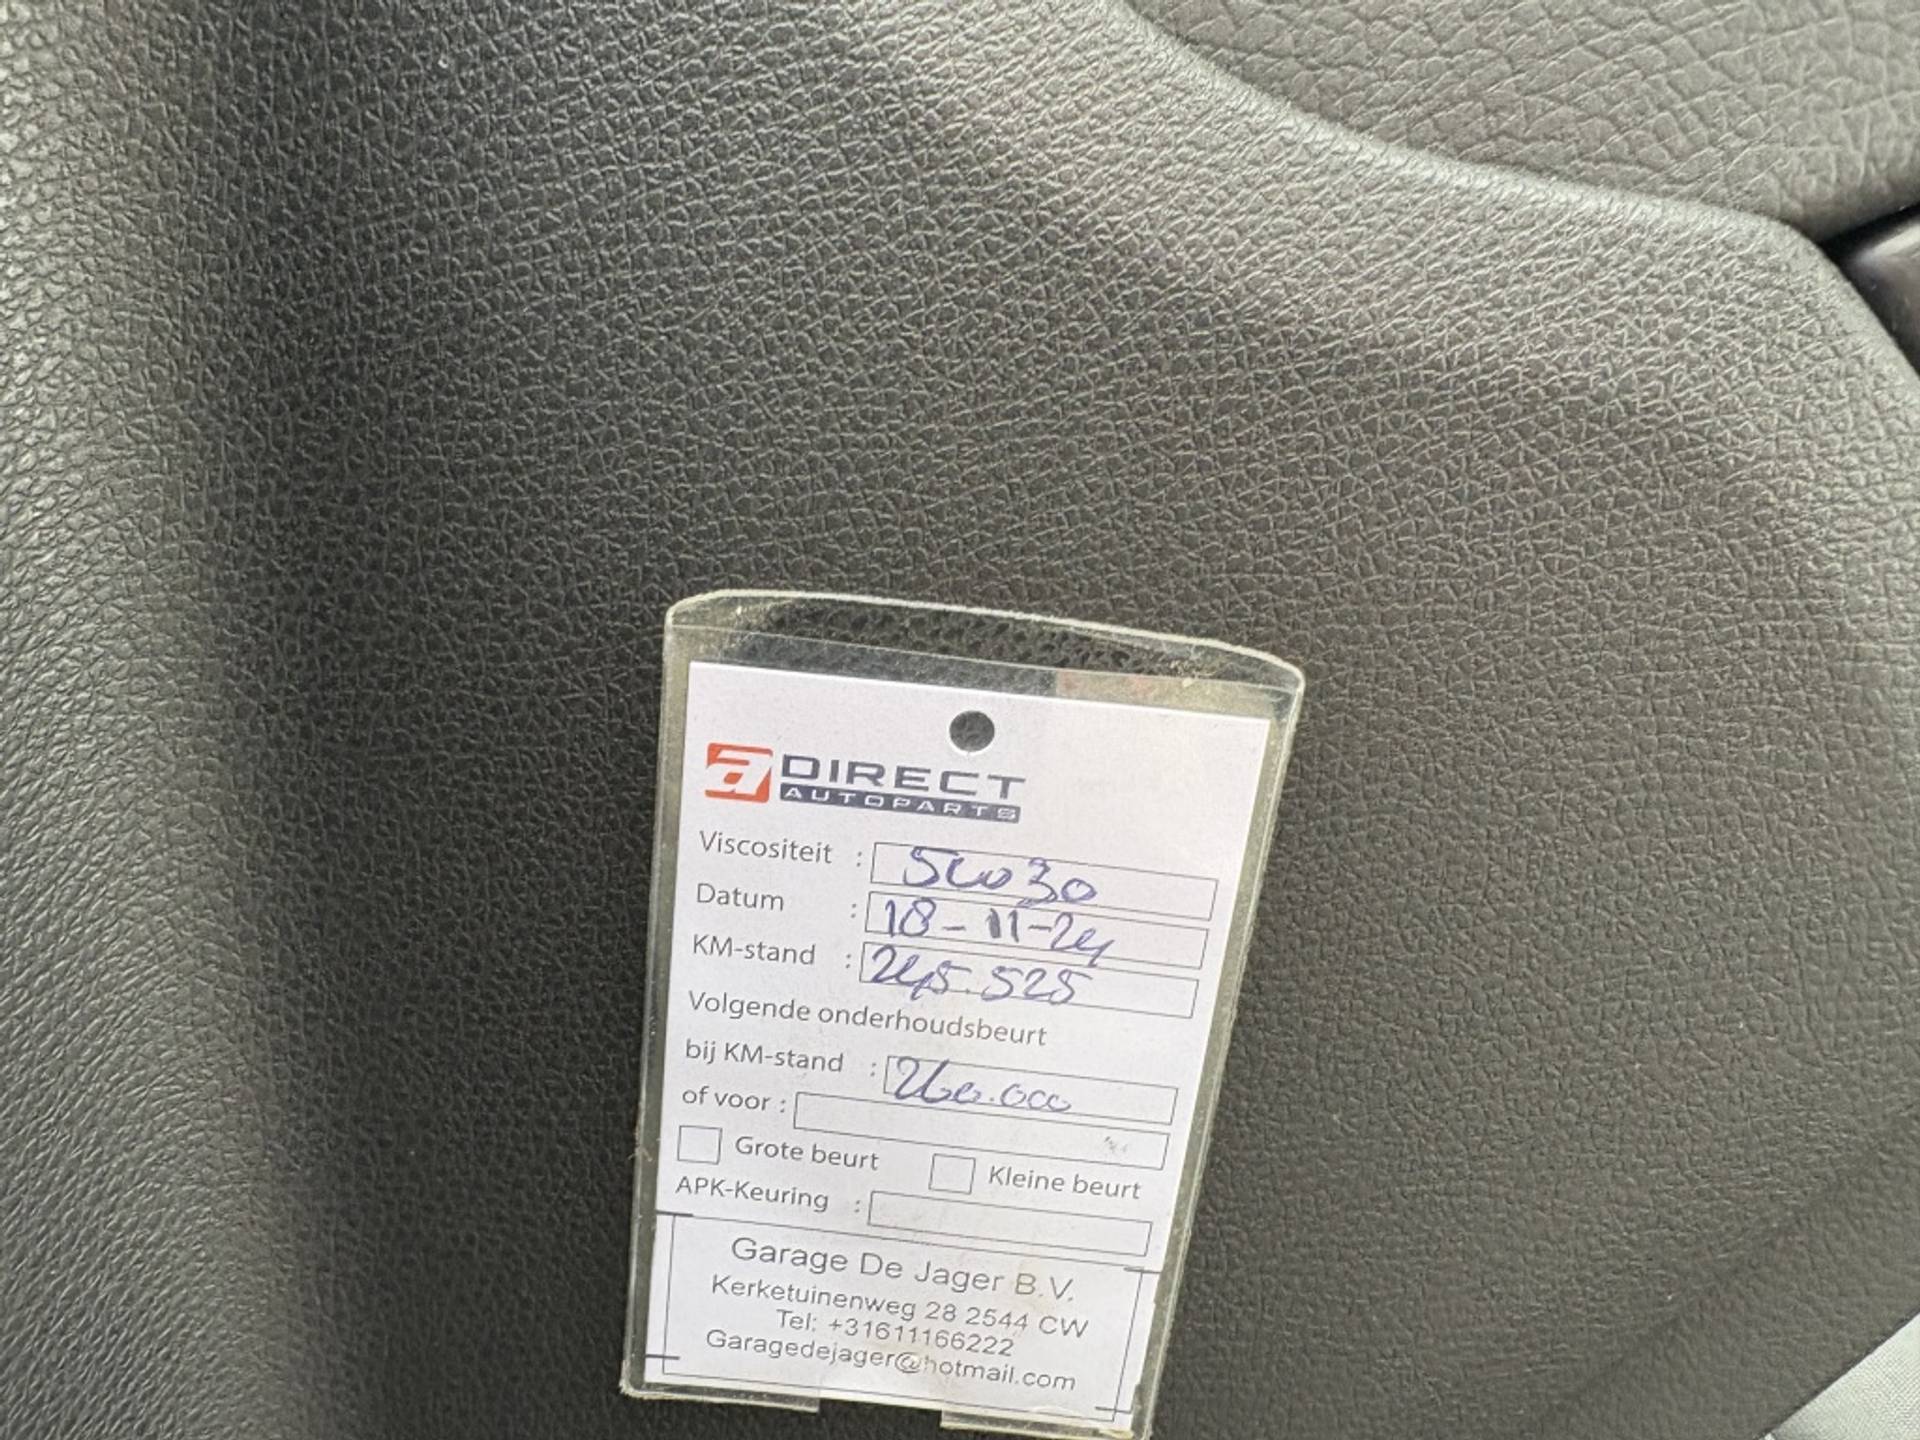 a DIRECT
AUTOPARTS
Viscositeit : 5w30
Datum : 18-11-24
KM-stand : 245.525
Volgende onderhoudsbeurt
bij KM-stand : 260.000
of voor :
Grote beurt Kleine beurt
APK-Keuring :
Garage De Jager B.V.
Kerketuinenweg 28 2544 CW
Tel: +31611166222
Garagedejager@hotmail.com